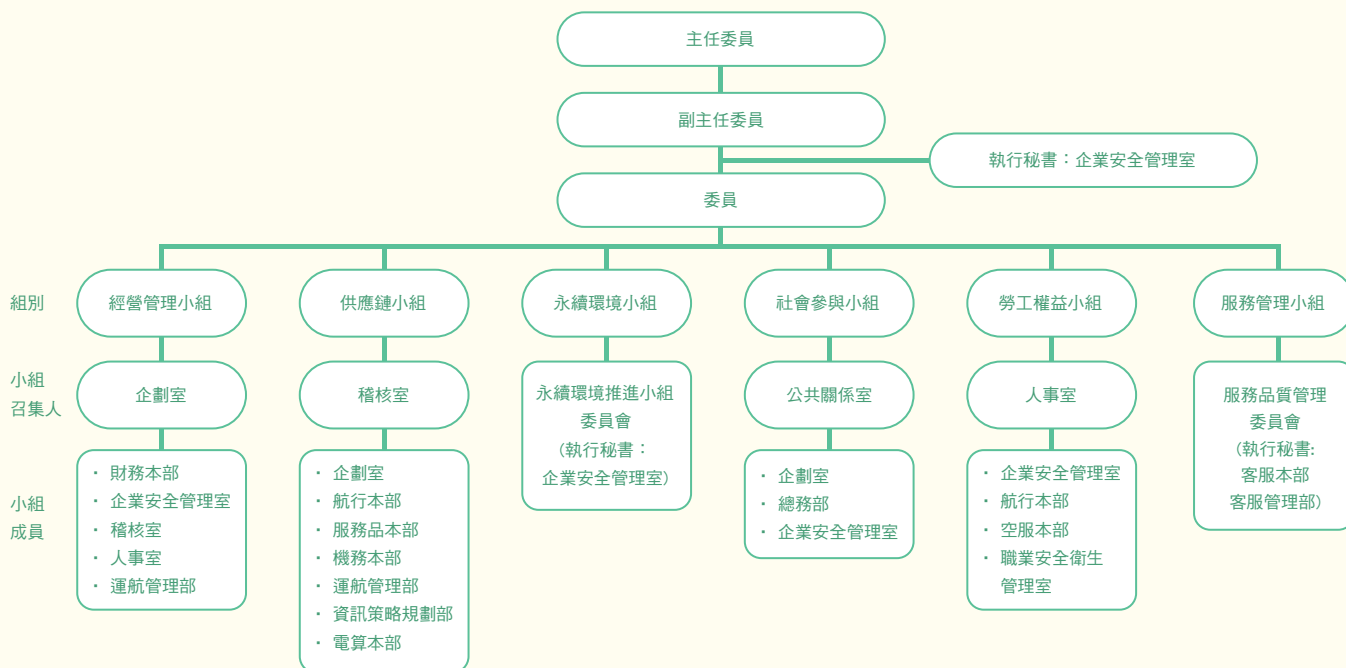 主任委員
副主任委員
執行秘書：企業安全管理室
委員
組別
經營管理小組
供應鏈小組
永續環境小組
社會參與小組
勞工權益小組
服務管理小組
小組
召集人
企劃室
稽核室
永續環境推進小組
委員會
（執行秘書：
企業安全管理室）
公共關係室
人事室
服務品質管理
委員會
（執行秘書:
客服本部
客服管理部）
小組
成員
・ 財務本部
・ 企業安全管理室
・ 稽核室
・ 人事室
・ 運航管理部
・ 企劃室
・ 航行本部
・ 服務品本部
・ 機務本部
・ 運航管理部
・ 資訊策略規劃部
・ 電算本部
・ 企劃室
・ 總務部
・ 企業安全管理室
・ 企業安全管理室
・ 航行本部
・ 空服本部
・ 職業安全衛生
管理室